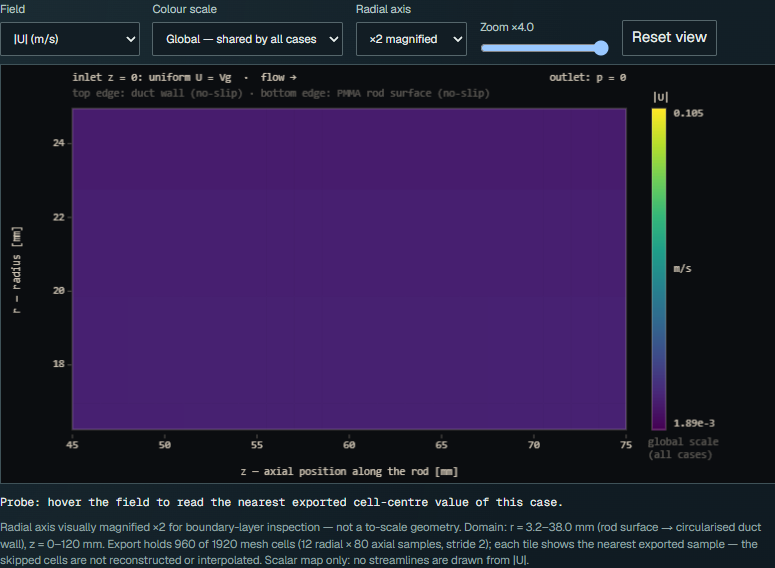 Field
Colour scale
Radial axis
Zoom ×4.0
|U| (m/s)
Global — shared by all cases
×2 magnified
Reset view
inlet z = 0: uniform U = Vg · flow →
outlet: p = 0
top edge: duct wall (no-slip) · bottom edge: PMMA rod surface (no-slip)
|U|
0.105
24
22
r — radius [mm]
m/s
20
18
1.89e-3
45
50
55
60
65
70
75
global scale
(all cases)
z — axial position along the rod [mm]
Probe: hover the field to read the nearest exported cell-centre value of this case.
Radial axis visually magnified ×2 for boundary-layer inspection — not a to-scale geometry. Domain: r = 3.2–38.0 mm (rod surface → circularised duct
wall), z = 0–120 mm. Export holds 960 of 1920 mesh cells (12 radial × 80 axial samples, stride 2); each tile shows the nearest exported sample — the
skipped cells are not reconstructed or interpolated. Scalar map only: no streamlines are drawn from |U|.